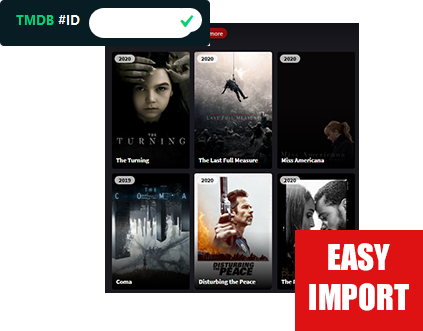 TMDB #ID
more
2020
2020
2020
THE
TURNING
LAST FULL MEASURE
The Turning
The Last Full Measure
Miss Americana
2019
2020
2020
THE
COMA
DISTURBING
THE PEACE
Coma
Disturbing the Peace
The
EASY
IMPORT